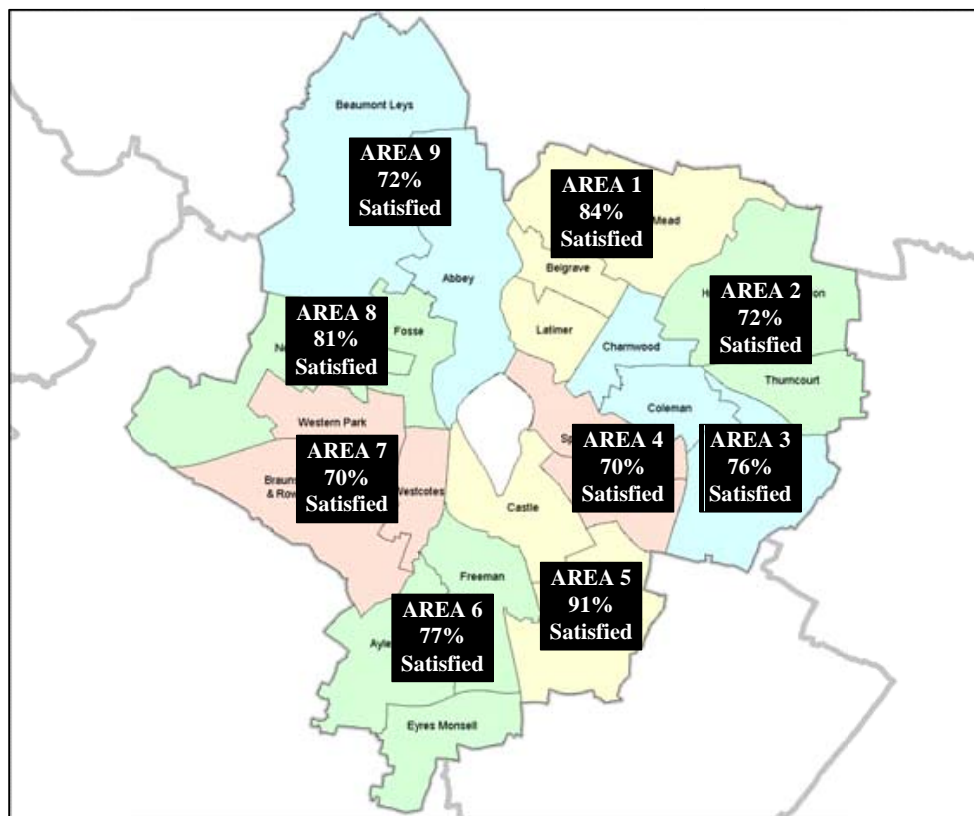 Beaumont Leys
AREA 9
72%
Satisfied
AREA 1
84%
Satisfied
Mead
Belgrave
Abbey
AREA 2
72%
Satisfied
AREA 8
81%
Satisfied
Fosse
Latimer
Charnwood
Thurncourt
Coleman
Western Park
AREA 7
70%
Satisfied
Westcotes
AREA 4
70%
Satisfied
AREA 3
76%
Satisfied
Castle
Freeman
AREA 5
91%
Satisfied
AREA 6
77%
Satisfied
Eyres Monsell